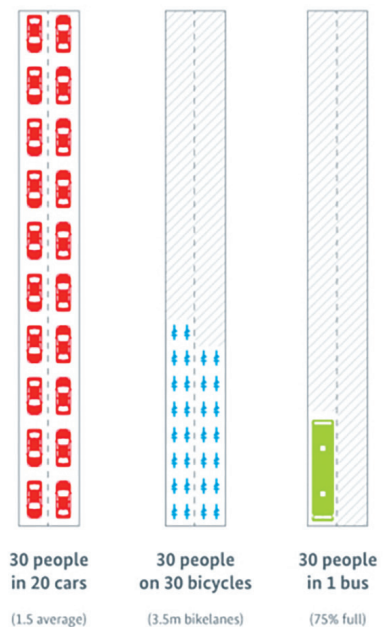 30 people
in 20 cars
(1.5 average)
30 people
on 30 bicycles
(3.5m bikelanes)
30 people
in 1 bus
(75% full)